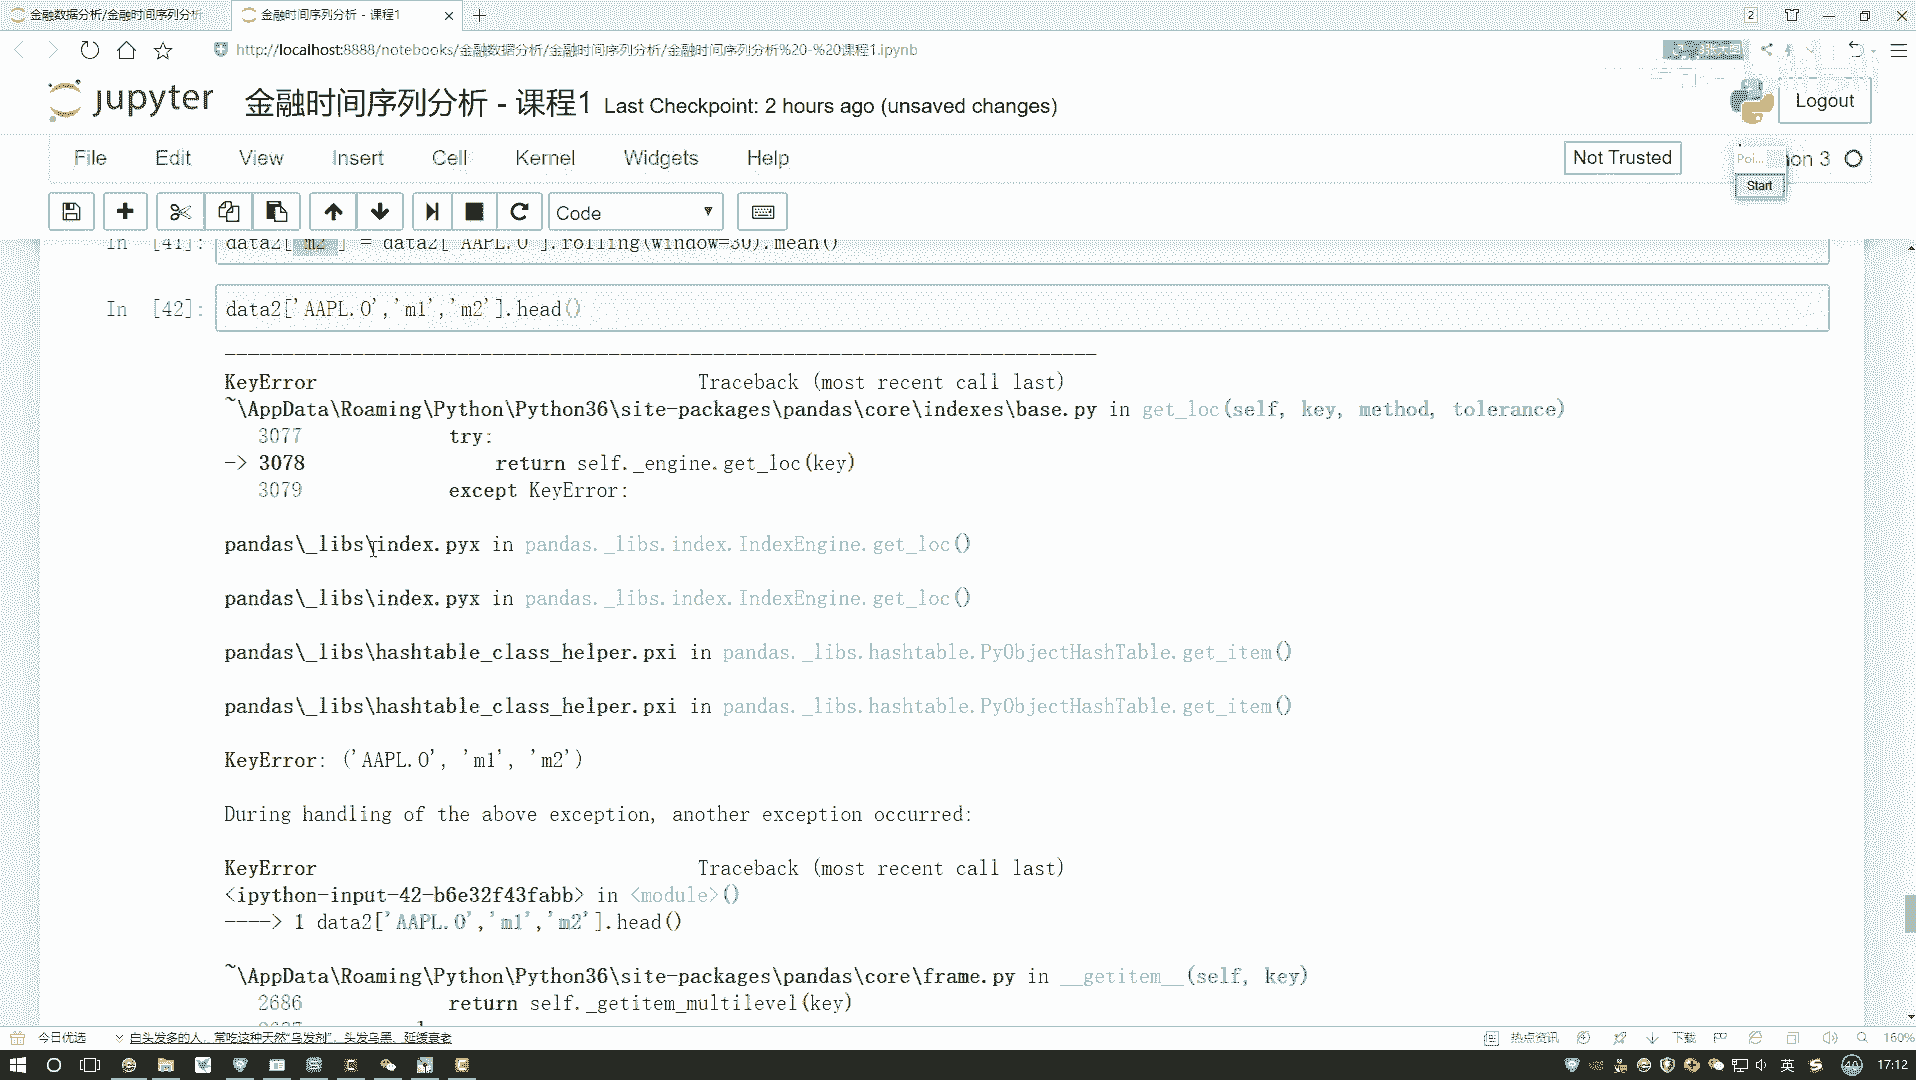 金融数据分析/金融时间序列分析
金融时间序列分析 - 课程1
2
http://localhost:8888/notebooks/金融数据分析/金融时间序列分析/金融时间序列分析%20-%20课程1.ipynb
jupyter
金融时间序列分析 - 课程1 Last Checkpoint: 2 hours ago (unsaved changes)
Logout
File Edit View Insert Cell Kernel Widgets Help
Not Trusted
Poi...
on 3
Start
Code
In [41]: data2['m2'] = data2['AAPL.O'].rolling(window=30).mean()
In [42]: data2['AAPL.O','m1','m2'].head()
---------------------------------------------------------------------------
KeyError Traceback (most recent call last)
~\AppData\Roaming\Python\Python36\site-packages\pandas\core\indexes\base.py in get_loc(self, key, method, tolerance)
3077 try:
-> 3078 return self._engine.get_loc(key)
3079 except KeyError:
pandas\_libs\index.pyx in pandas._libs.index.IndexEngine.get_loc()
pandas\_libs\index.pyx in pandas._libs.index.IndexEngine.get_loc()
pandas\_libs\hashtable_class_helper.pxi in pandas._libs.hashtable.PyObjectHashTable.get_item()
pandas\_libs\hashtable_class_helper.pxi in pandas._libs.hashtable.PyObjectHashTable.get_item()
KeyError: ('AAPL.O', 'm1', 'm2')
During handling of the above exception, another exception occurred:
KeyError Traceback (most recent call last)
<ipython-input-42-b6e32f43fabb> in <module>()
----> 1 data2['AAPL.O','m1','m2'].head()
~\AppData\Roaming\Python\Python36\site-packages\pandas\core\frame.py in __getitem__(self, key)
2686 return self._getitem_multilevel(key)
今日优选
白头发多的人，常吃这种天然“乌发剂”，头发乌黑、延缓衰老
热点资讯
下载
160%
英
40
17:12